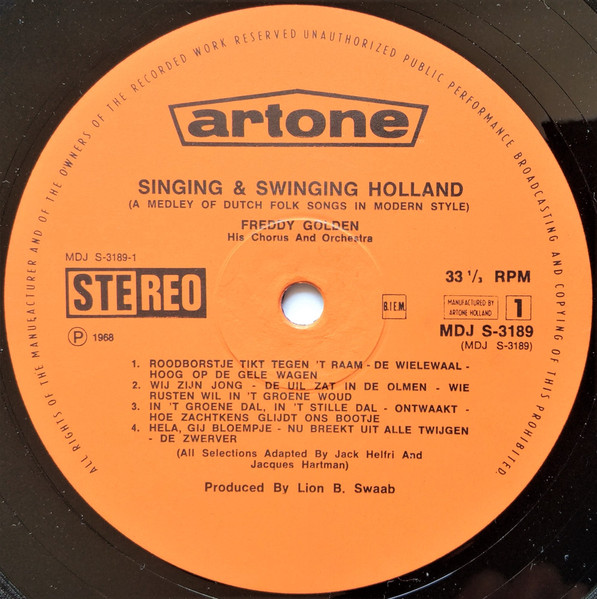 ALL RIGHTS OF THE MANUFACTURER AND OF THE OWNERS OF THE RECORDED WORK RESERVED UNAUTHORIZED PUBLIC PERFORMANCE BROADCASTING AND COPYING OF THIS PROHIBITED.
artone
SINGING & SWINGING HOLLAND
(A MEDLEY OF DUTCH FOLK SONGS IN MODERN STYLE)
FREDDY GOLDEN
His Chorus And Orchestra
MDJ S-3189-1
STEREO
Ⓟ 1968
33 1/3 RPM
B.I.E.M.
MANUFACTURED BY
ARTONE HOLLAND
1
MDJ S-3189
(MDJ S-3189)
1. ROODBORSTJE TIKT TEGEN 'T RAAM - DE WIELEWAAL -
HOOG OP DE GELE WAGEN
2. WIJ ZIJN JONG - DE UIL ZAT IN DE OLMEN - WIE
RUSTEN WIL IN 'T GROENE WOUD
3. IN 'T GROENE DAL, IN 'T STILLE DAL - ONTWAAKT -
HOE ZACHTKENS GLIJDT ONS BOOTJE
4. HELA, GIJ BLOEMPJE - NU BREEKT UIT ALLE TWIJGEN
- DE ZWERVER
(All Selections Adapted By Jack Helfri And
Jacques Hartman)
Produced By Lion B. Swaab